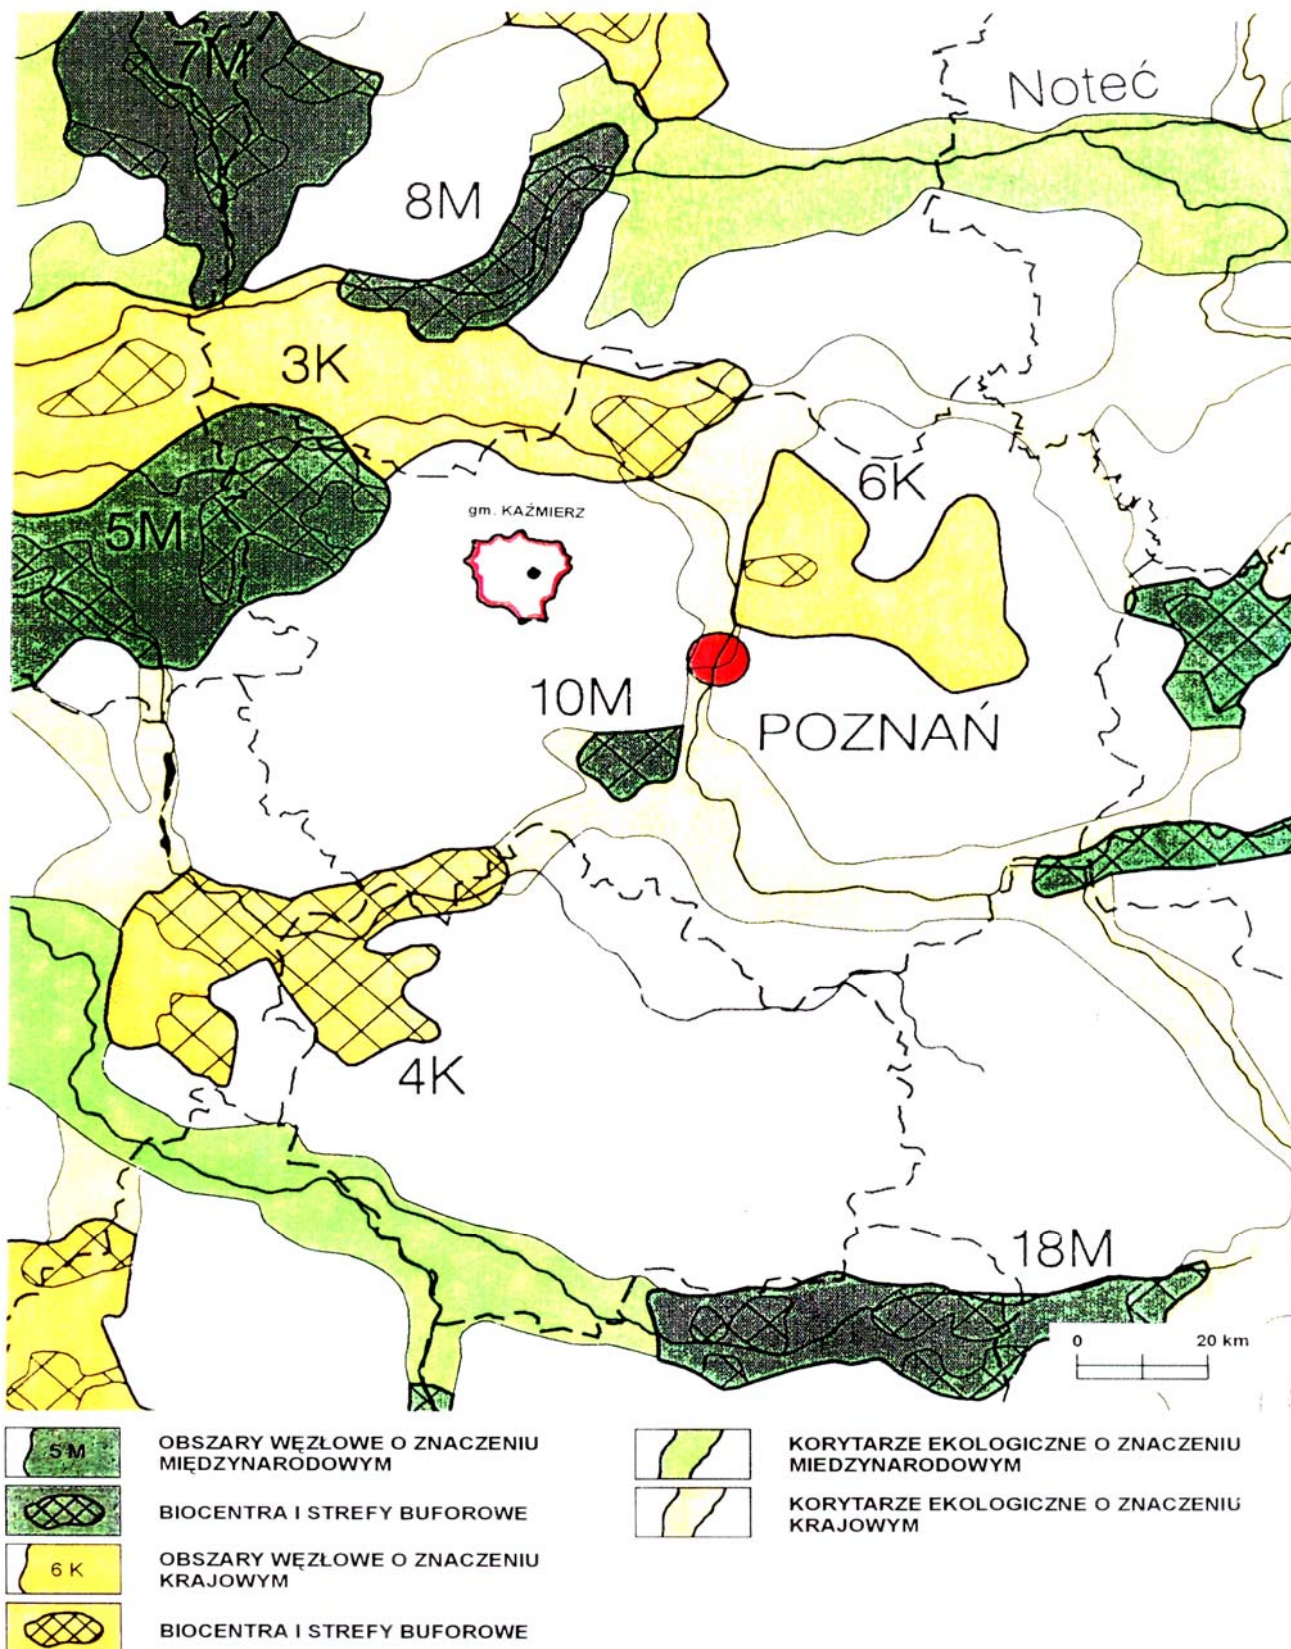 7M
Noteć
8M
3K
6K
gm. KAŹMIERZ
5M
10M
POZNAŃ
4K
18M
0 20 km
5 M
OBSZARY WĘZŁOWE O ZNACZENIU
MIĘDZYNARODOWYM
BIOCENTRA I STREFY BUFOROWE
6 K
OBSZARY WĘZŁOWE O ZNACZENIU
KRAJOWYM
BIOCENTRA I STREFY BUFOROWE
KORYTARZE EKOLOGICZNE O ZNACZENIU
MIEDZYNARODOWYM
KORYTARZE EKOLOGICZNE O ZNACZENIU
KRAJOWYM